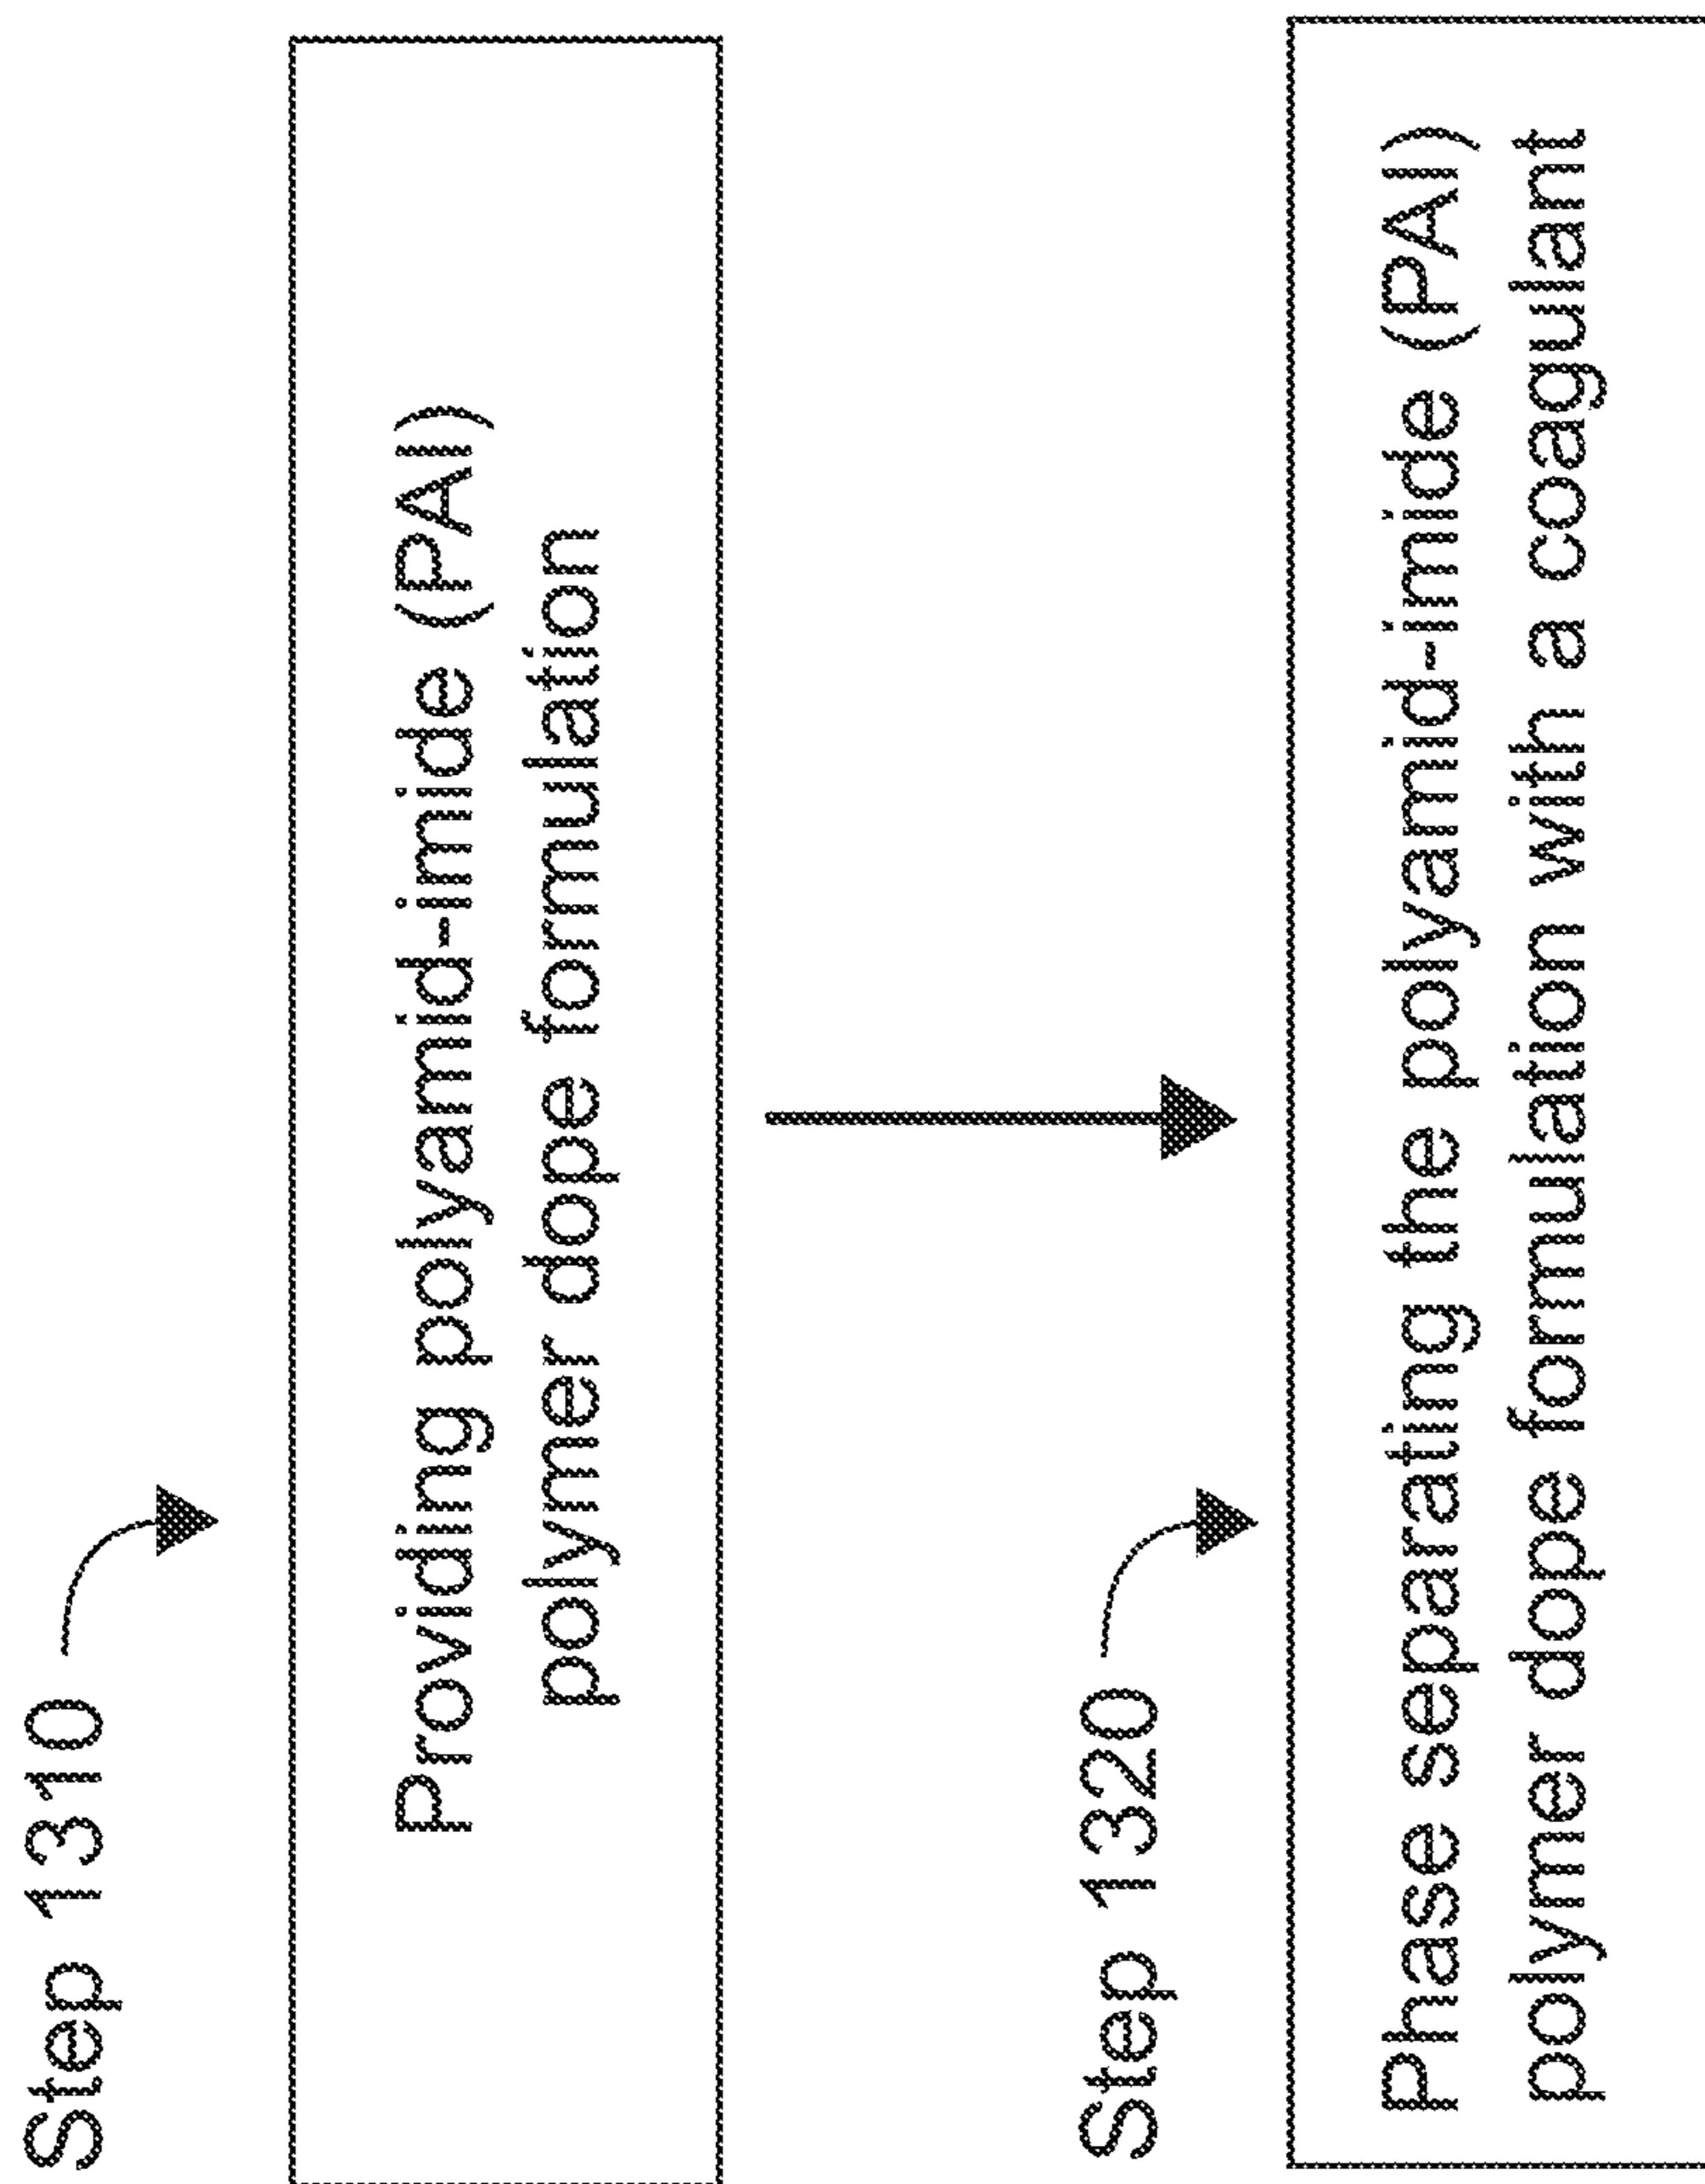 Step 1310
Providing polyamid-imide (PAI)
polymer dope formulation
Step 1320
Phase separating the polyamid-imide (PAI)
polymer dope formulation with a coagulant